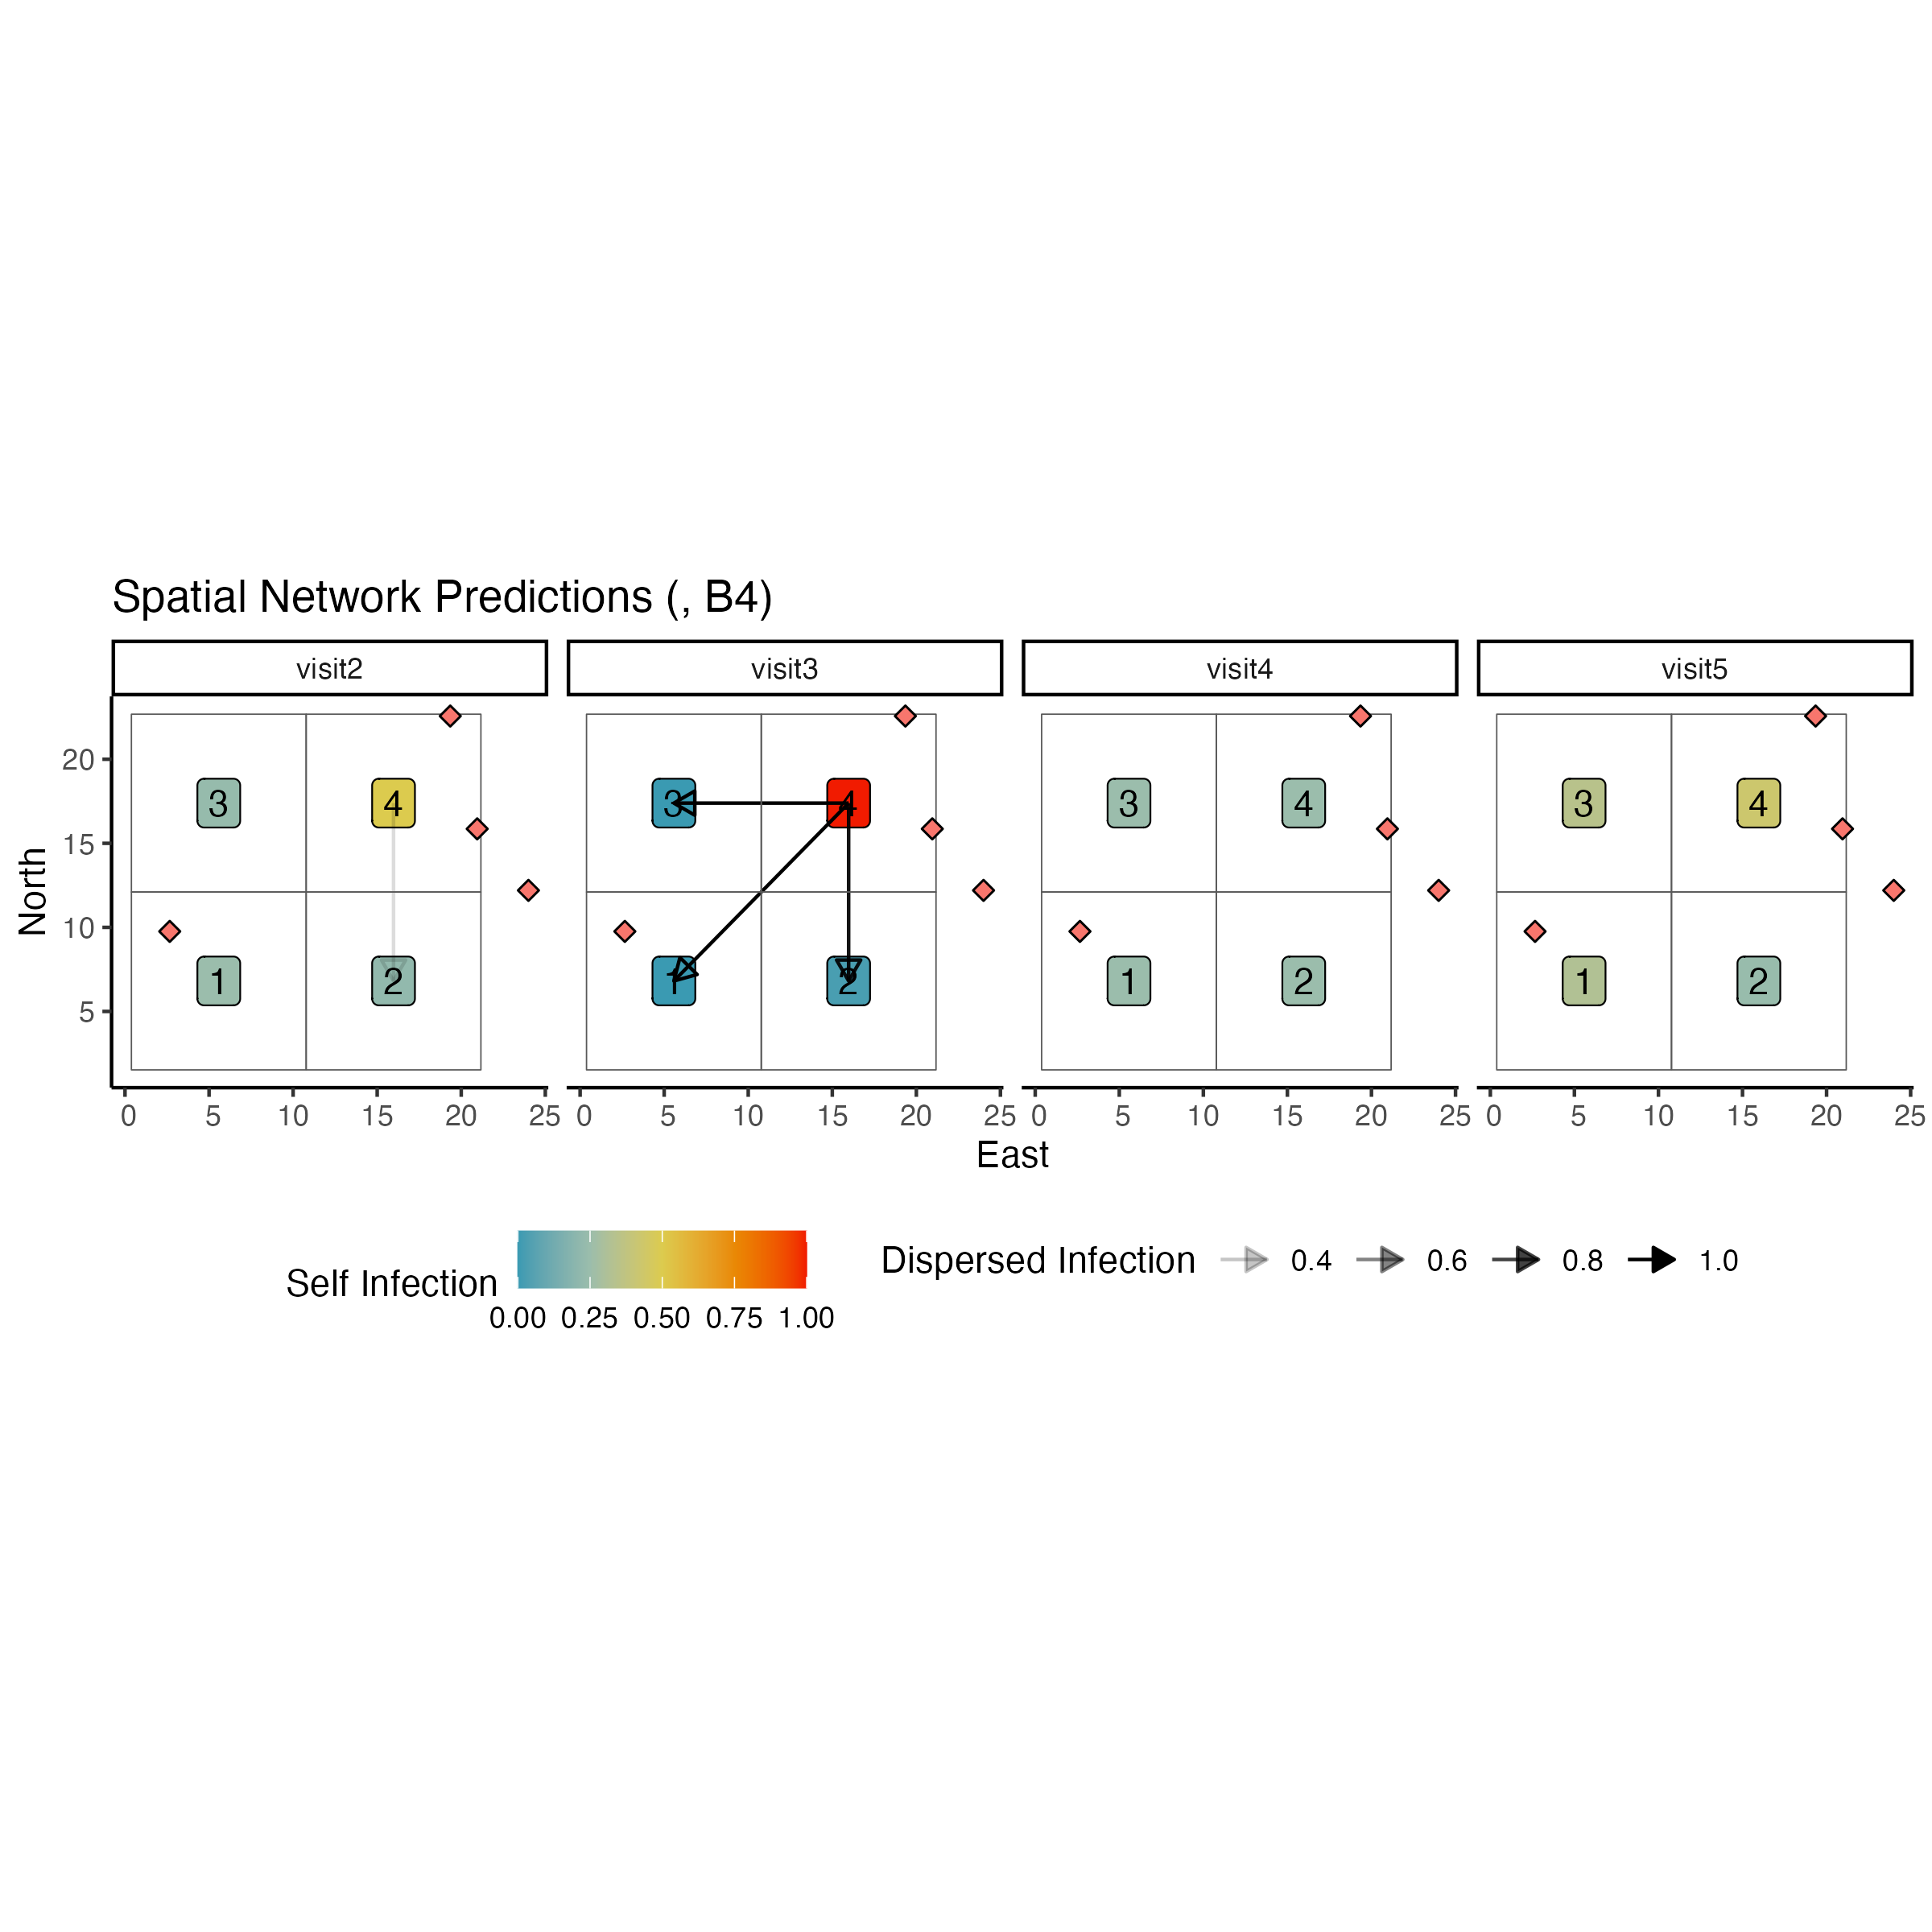 Spatial Network Predictions (, B4)
visit2 visit3 visit4 visit5
20
15
10
5
North
3 4 3 4 3 4 3 4
1 2 1 2 1 2 1 2
0 5 10 15 20 25 0 5 10 15 20 25 0 5 10 15 20 25 0 5 10 15 20 25
East
Self Infection
0.00 0.25 0.50 0.75 1.00
Dispersed Infection 0.4 0.6 0.8 1.0